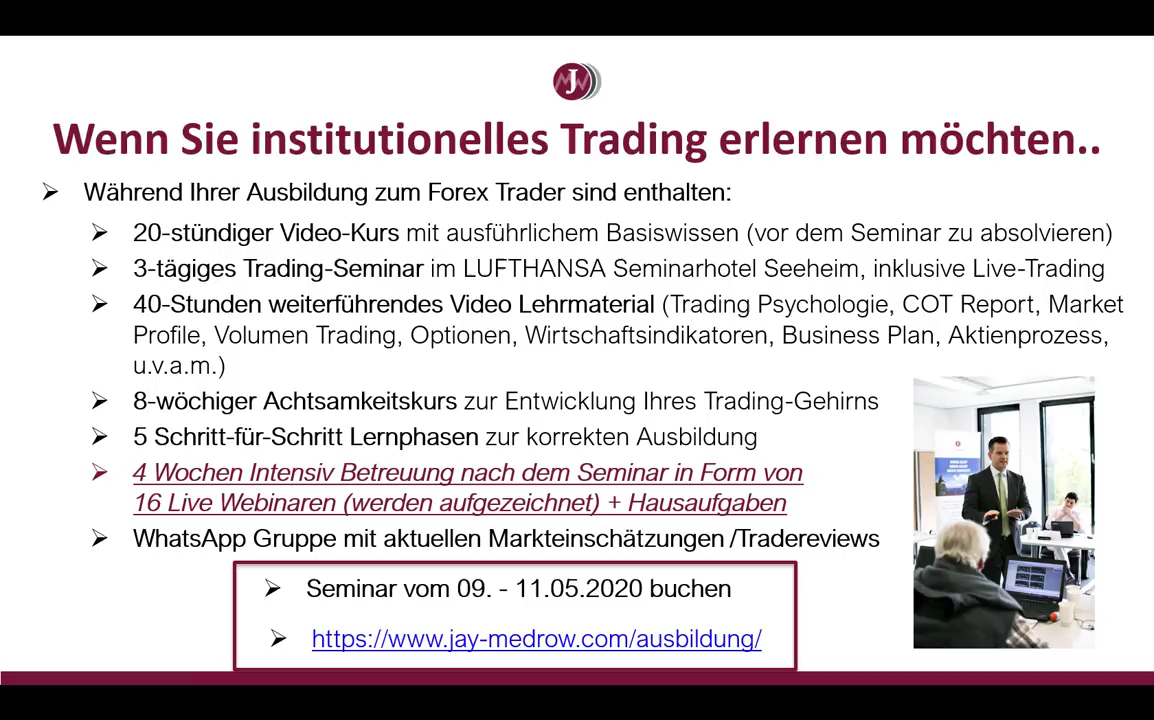 J
Wenn Sie institutionelles Trading erlernen möchten..
Während Ihrer Ausbildung zum Forex Trader sind enthalten:
20-stündiger Video-Kurs mit ausführlichem Basiswissen (vor dem Seminar zu absolvieren)
3-tägiges Trading-Seminar im LUFTHANSA Seminarhotel Seeheim, inklusive Live-Trading
40-Stunden weiterführendes Video Lehrmaterial (Trading Psychologie, COT Report, Market
Profile, Volumen Trading, Optionen, Wirtschaftsindikatoren, Business Plan, Aktienprozess,
u.v.a.m.)
8-wöchiger Achtsamkeitskurs zur Entwicklung Ihres Trading-Gehirns
5 Schritt-für-Schritt Lernphasen zur korrekten Ausbildung
4 Wochen Intensiv Betreuung nach dem Seminar in Form von
16 Live Webinaren (werden aufgezeichnet) + Hausaufgaben
WhatsApp Gruppe mit aktuellen Markteinschätzungen /Tradereviews
Seminar vom 09. - 11.05.2020 buchen
https://www.jay-medrow.com/ausbildung/